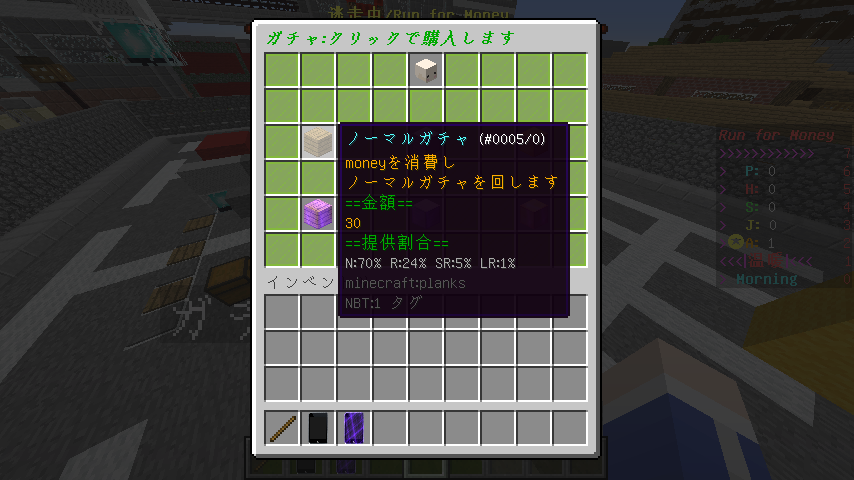 逃走中/Run for Money
ガチャ:クリックで購入します
ノーマルガチャ (#0005/0)
moneyを消費し
ノーマルガチャを回します
==金額==
30
==提供割合==
N:70% R:24% SR:5% LR:1%
minecraft:planks
NBT:1 タグ
インベン
Run for Money
>>>>>>>>>>>>
P: 0
H: 0
S: 0
J: 0
: 1
Morning